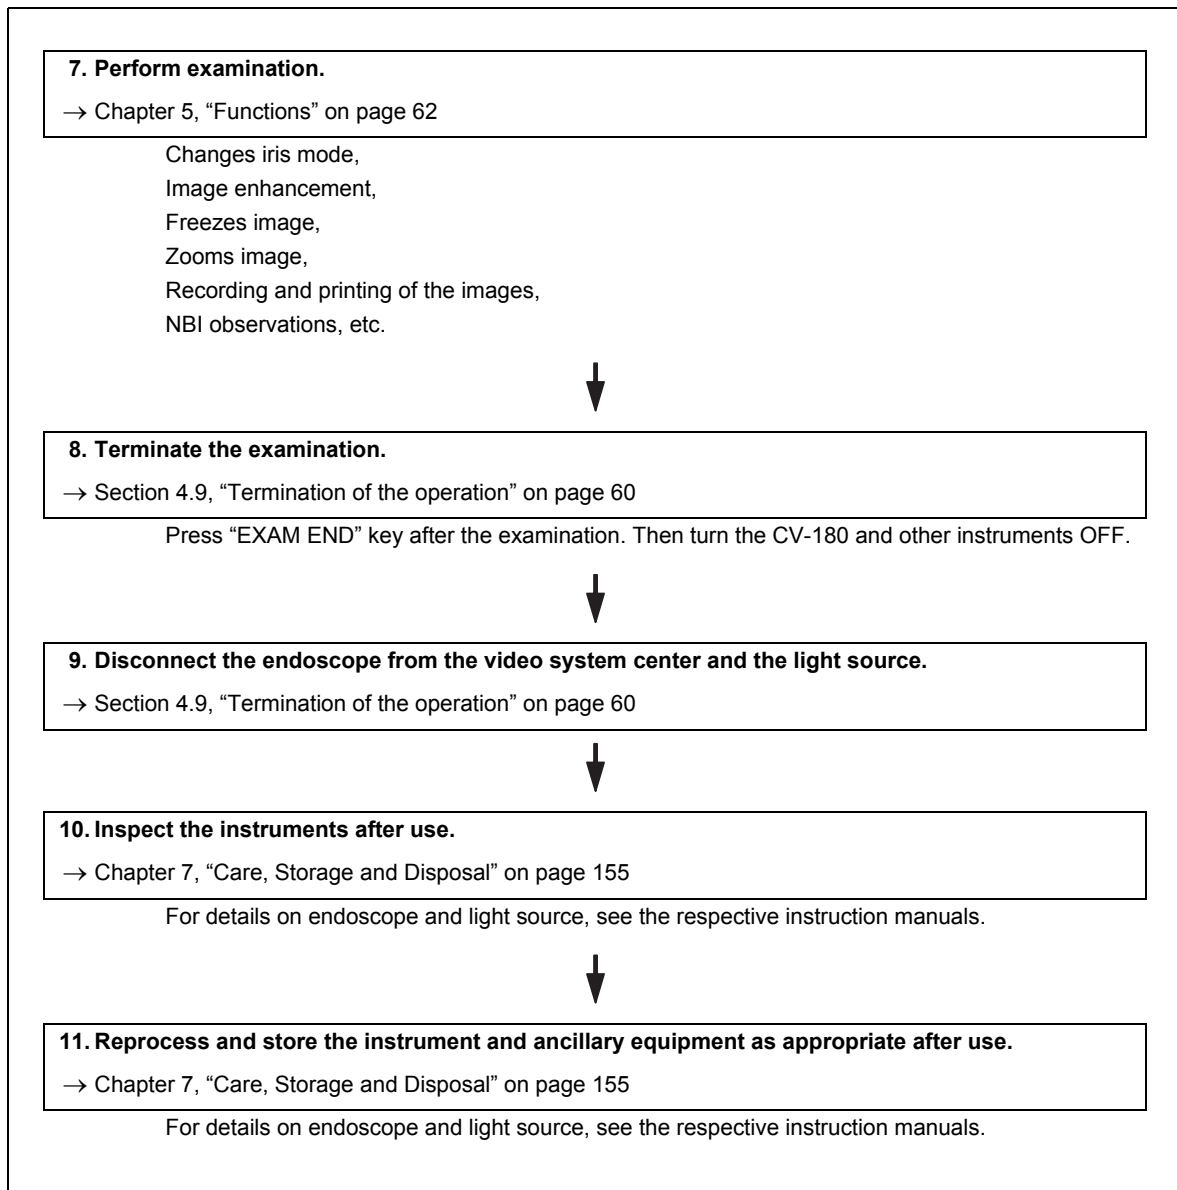 7. Perform examination.
→ Chapter 5, “Functions” on page 62
Changes iris mode,
Image enhancement,
Freezes image,
Zooms image,
Recording and printing of the images,
NBI observations, etc.
8. Terminate the examination.
→ Section 4.9, “Termination of the operation” on page 60
Press “EXAM END” key after the examination. Then turn the CV-180 and other instruments OFF.
9. Disconnect the endoscope from the video system center and the light source.
→ Section 4.9, “Termination of the operation” on page 60
10. Inspect the instruments after use.
→ Chapter 7, “Care, Storage and Disposal” on page 155
For details on endoscope and light source, see the respective instruction manuals.
11. Reprocess and store the instrument and ancillary equipment as appropriate after use.
→ Chapter 7, “Care, Storage and Disposal” on page 155
For details on endoscope and light source, see the respective instruction manuals.